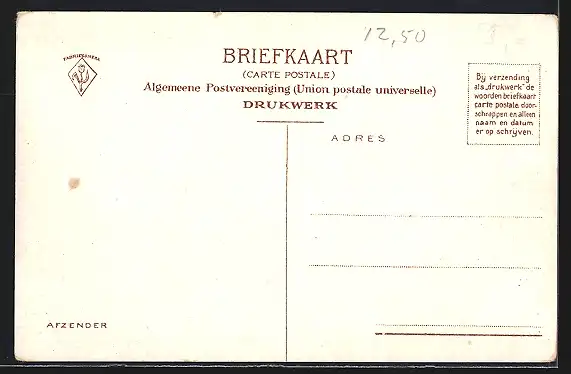 FABRIEKSMERK
12,50
BRIEFKAART
(CARTE POSTALE)
Algemeene Postvereeniging (Union postale universelle)
DRUKWERK
Bij verzending
als „drukwerk” de
woorden briefkaart
carte postale door-
schrappen en alleen
naam en datum
er op schrijven.
ADRES
AFZENDER